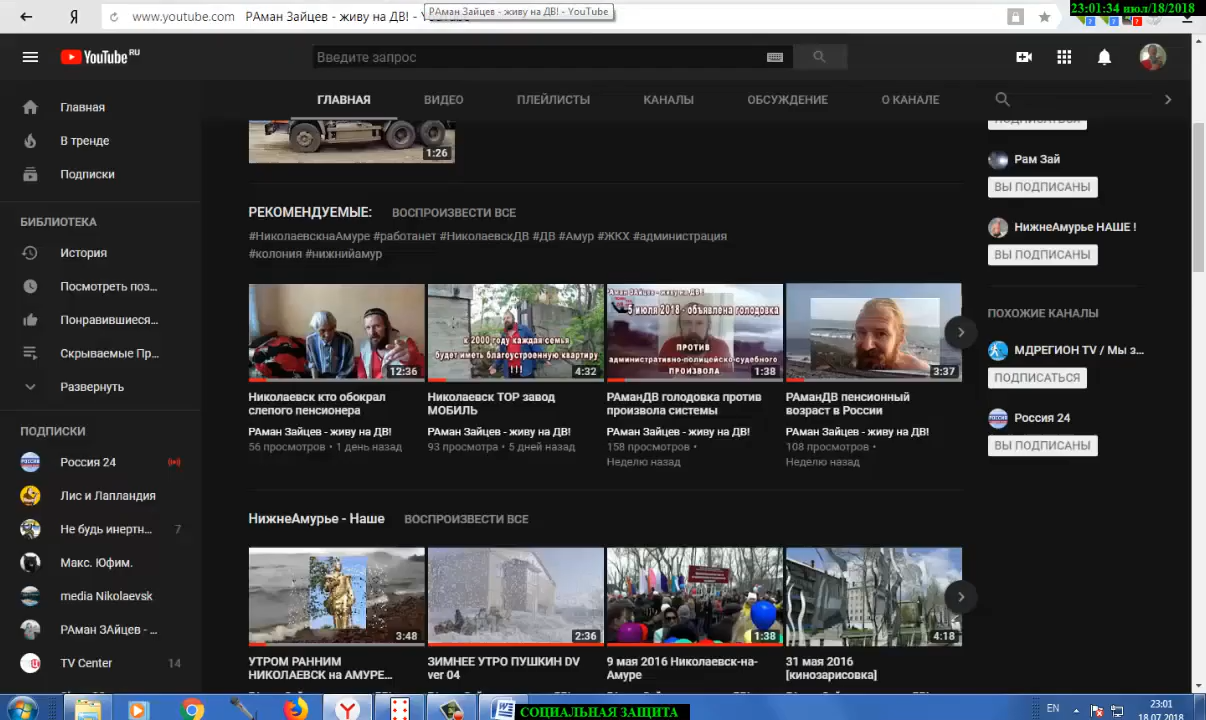 www.youtube.com РАман Зайцев - живу на ДВ! - YouTube
РАман Зайцев - живу на ДВ! - YouTube
23:01:34 июл/18/2018
YouTube RU
Введите запрос
ГЛАВНАЯ ВИДЕО ПЛЕЙЛИСТЫ КАНАЛЫ ОБСУЖДЕНИЕ О КАНАЛЕ
Главная
В тренде
Подписки
БИБЛИОТЕКА
История
Посмотреть поз...
Понравившиеся...
Скрываемые Пр...
Развернуть
ПОДПИСКИ
Россия 24
Лис и Лапландия
Не будь инертн... 7
Макс. Юфим.
media Nikolaevsk
РАман ЗАйцев - ...
TV Center 14
1:26
РЕКОМЕНДУЕМЫЕ: ВОСПРОИЗВЕСТИ ВСЕ
#НиколаевскнаАмуре #работанет #НиколаевскДВ #ДВ #Амур #ЖКХ #администрация
#колония #нижнийамур
12:36
Николаевск кто обокрал
слепого пенсионера
РАман Зайцев - живу на ДВ!
56 просмотров • 1 день назад
к 2000 году каждая семья
будет иметь благоустроенную квартиру
!!!
4:32
Николаевск ТОР завод
МОБИЛЬ
РАман Зайцев - живу на ДВ!
93 просмотра • 5 дней назад
РАман ЗАйцев - живу на ДВ !
5 июля 2018 - объявлена голодовка
ПРОТИВ
административно-полицейско-судебного
ПРОИЗВОЛА
1:38
РАманДВ голодовка против
произвола системы
РАман Зайцев - живу на ДВ!
158 просмотров •
Неделю назад
3:37
РАманДВ пенсионный
возраст в России
РАман Зайцев - живу на ДВ!
108 просмотров •
Неделю назад
НижнеАмурье - Наше ВОСПРОИЗВЕСТИ ВСЕ
3:48
УТРОМ РАННИМ
НИКОЛАЕВСК на АМУРЕ...
2:36
ЗИМНЕЕ УТРО ПУШКИН DV
ver 04
1:38
9 мая 2016 Николаевск-на-
Амуре
4:18
31 мая 2016
[кинозарисовка]
ПОДПИСАТЬСЯ
Рам Зай
ВЫ ПОДПИСАНЫ
НижнеАмурье НАШЕ !
ВЫ ПОДПИСАНЫ
ПОХОЖИЕ КАНАЛЫ
МДРЕГИОН TV / Мы з...
ПОДПИСАТЬСЯ
Россия 24
ВЫ ПОДПИСАНЫ
СОЦИАЛЬНАЯ ЗАЩИТА
EN
23:01
18.07.2018